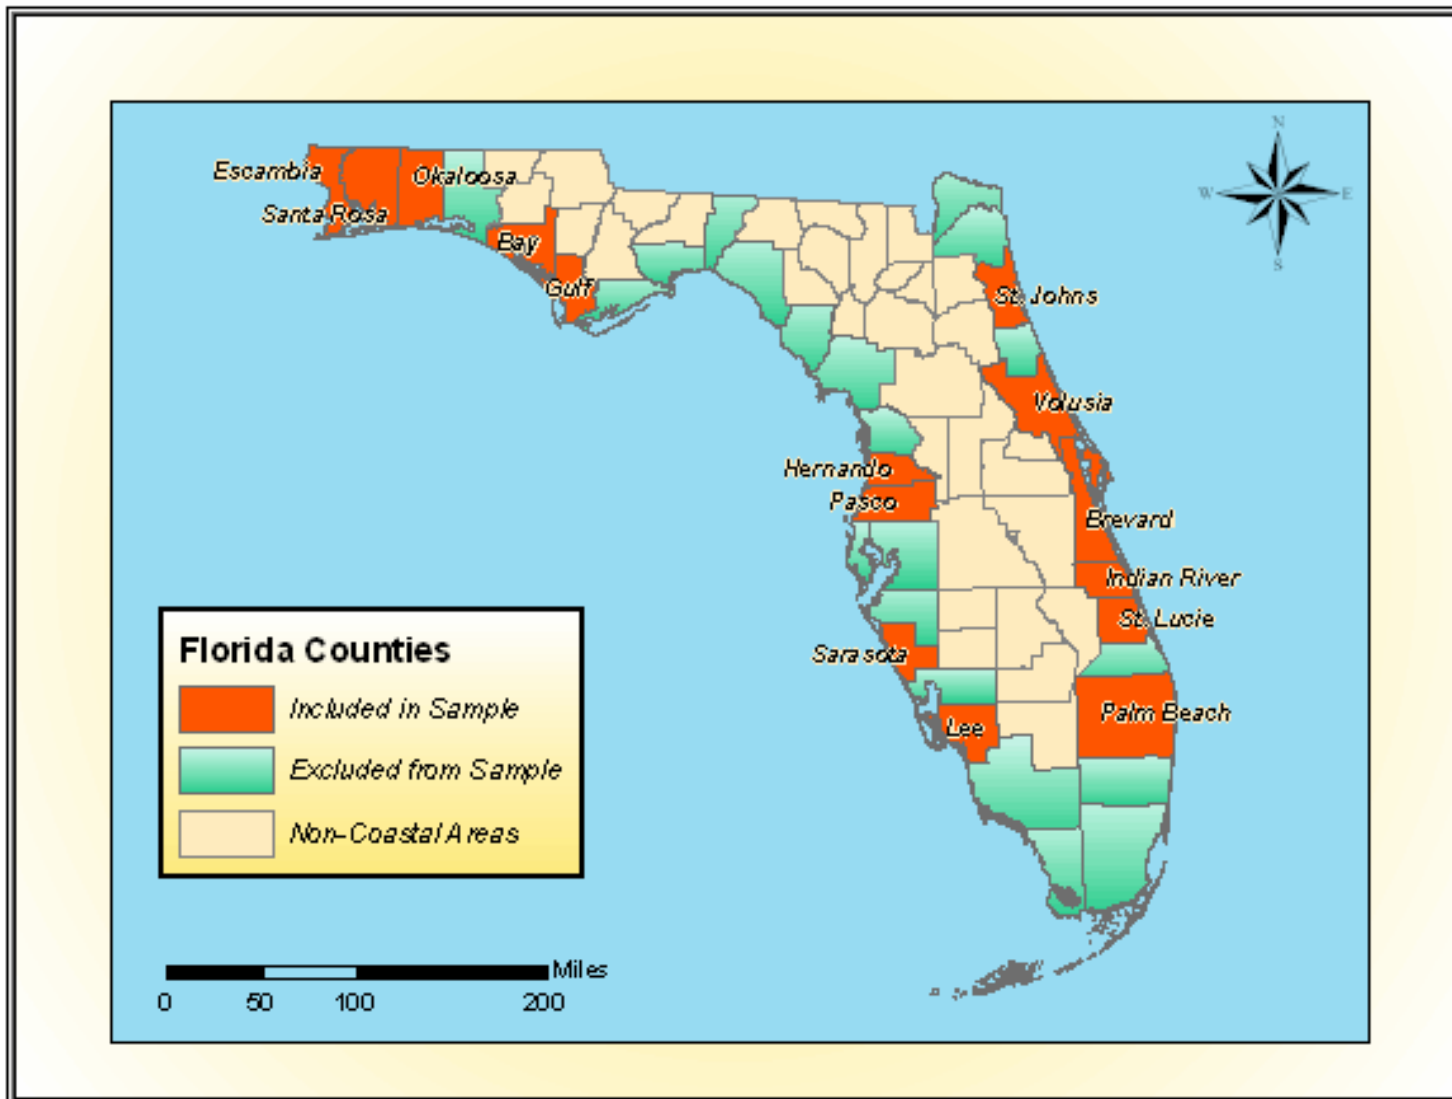 N
W
E
S
Escambia
Okaloosa
Santa Rosa
Bay
Gulf
St. Johns
Volusia
Hernando
Pasco
Brevard
Indian River
St. Lucie
Sarasota
Palm Beach
Lee
Florida Counties
Included in Sample
Excluded from Sample
Non-Coastal Areas
Miles
0 50 100 200